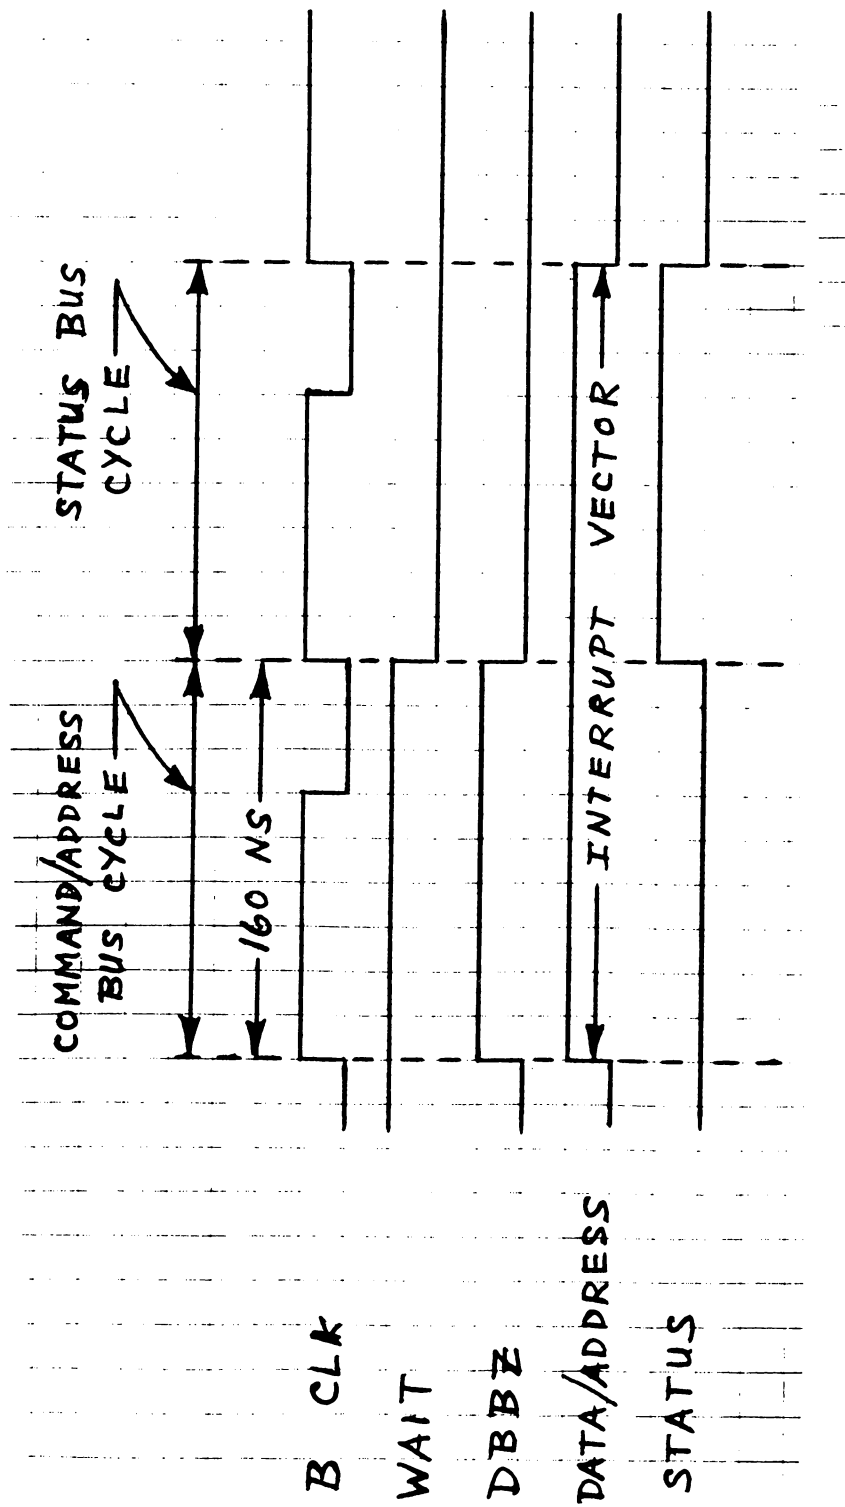 COMMAND/ADDRESS
BUS CYCLE
STATUS BUS
CYCLE
160 NS
B CLK
WAIT
DBBZ
DATA/ADDRESS
INTERRUPT VECTOR
STATUS